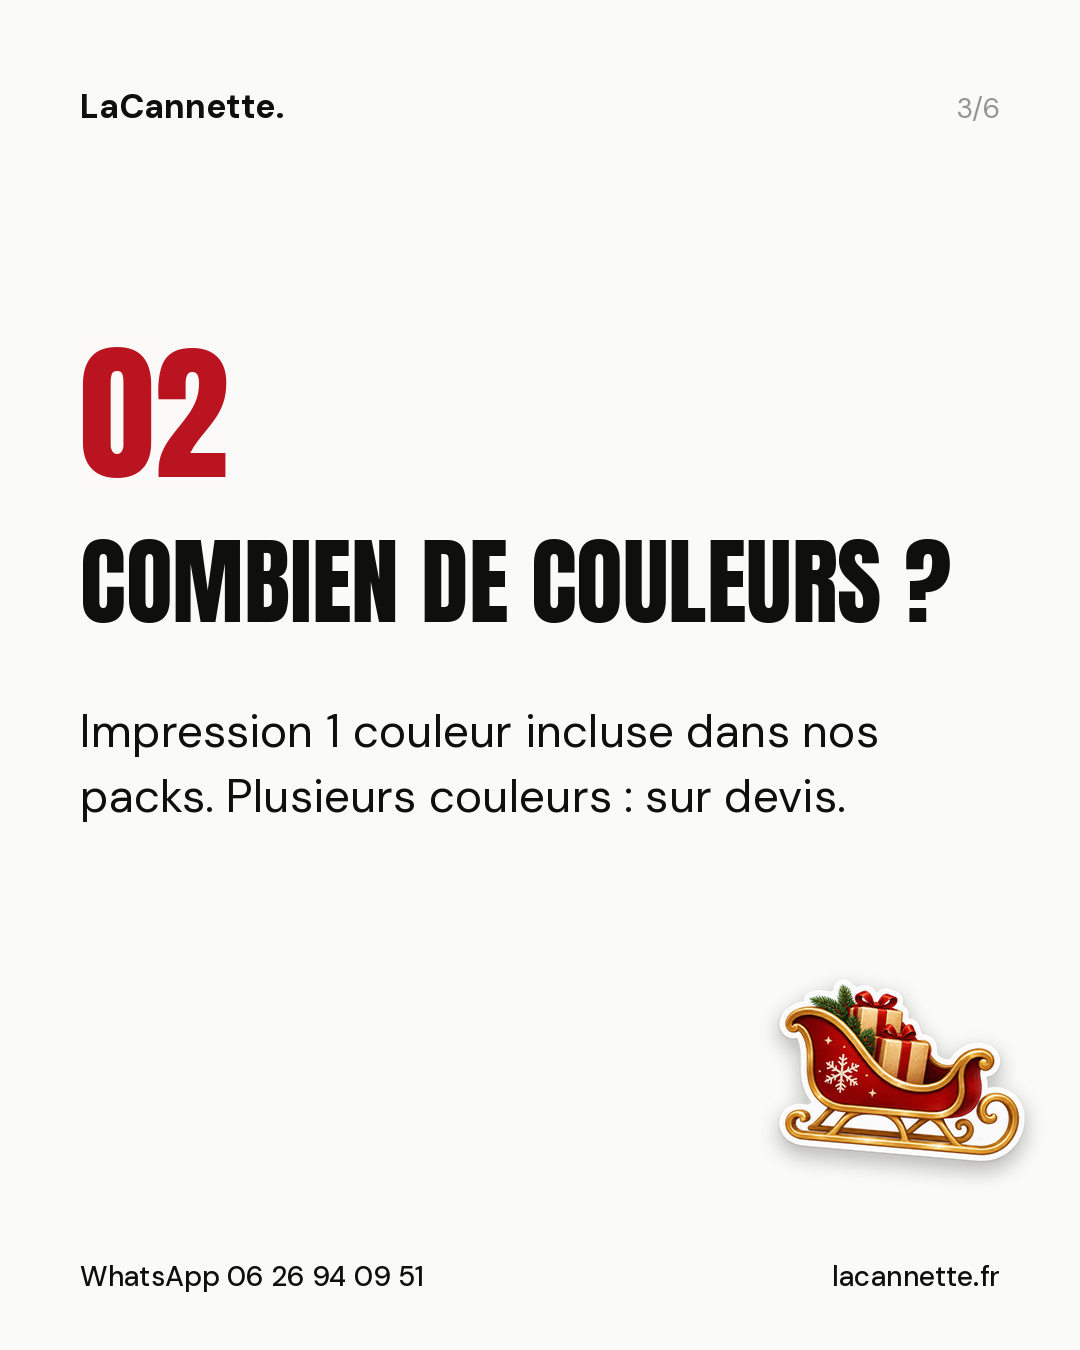 LaCannette.
3/6
02
COMBIEN DE COULEURS ?
Impression 1 couleur incluse dans nos
packs. Plusieurs couleurs : sur devis.
WhatsApp 06 26 94 09 51
lacannette.fr